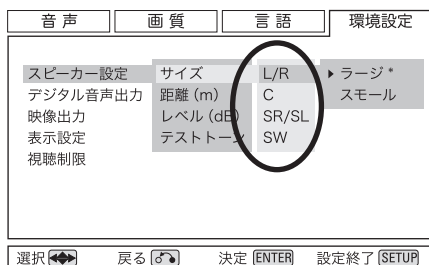 音声 画質 言語 環境設定
スピーカー設定 サイズ L/R ▶ ラージ*
デジタル音声出力 距離(m) C スモール
映像出力 レベル(dB) SR/SL
表示設定 テストトーン SW
視聴制限
選択 戻る 決定 ENTER 設定終了 SETUP